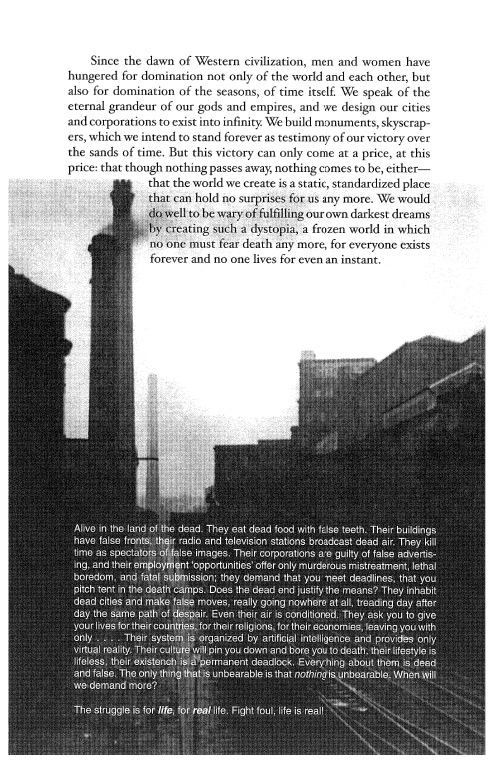 Since the dawn of Western civilization, men and women have
hungered for domination not only of the world and each other, but
also for domination of the seasons, of time itself. We speak of the
eternal grandeur of our gods and empires, and we design our cities
and corporations to exist into infinity. We build monuments, skyscrap-
ers, which we intend to stand forever as testimony of our victory over
the sands of time. But this victory can only come at a price, at this
price: that though nothing passes away, nothing comes to be, either—
that the world we create is a static, standardized place
that can hold no surprises for us any more. We would
do well to be wary of fulfilling our own darkest dreams
by creating such a dystopia, a frozen world in which
no one must fear death any more, for everyone exists
forever and no one lives for even an instant.
Alive in the land of the dead. They eat dead food with false teeth. Their buildings
have false fronts, their radio and television stations broadcast dead air. They kill
time as spectators of false images. Their corporations are guilty of false advertis-
ing, and their employment 'opportunities' offer only murderous mistreatment, lethal
boredom, and fatal submission; they demand that you meet deadlines, that you
pitch tent in the death camps. Does the dead end justify the means? They inhabit
dead cities and make false moves, really going nowhere at all, treading day after
day the same path of despair. Even their air is conditioned. They ask you to give
your lives for their countries, for their religions, for their economies, leaving you with
only . . . . Their system is organized by artificial intelligence and provides only
virtual reality. Their culture will pin you down and bore you to death, their lifestyle is
lifeless, their existench is a permanent deadlock. Everyhing about them is dead
and false. The only thing that is unbearable is that nothing is unbearable. When will
we demand more?
The struggle is for life, for real life. Fight foul, life is real!